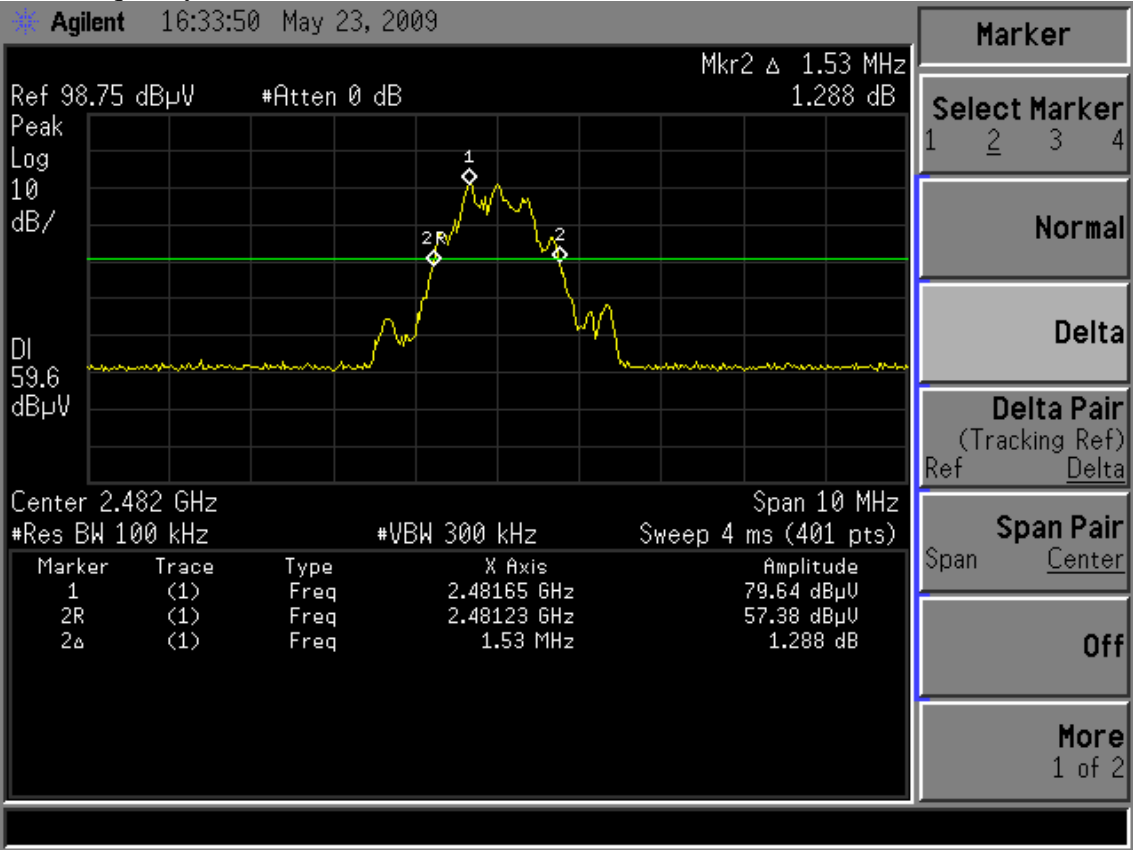 Agilent 16:33:50 May 23, 2009
Mkr2 Δ 1.53 MHz
Ref 98.75 dBµV #Atten 0 dB 1.288 dB
Peak
Log
10
dB/
1
2R
2
DI
59.6
dBµV
Center 2.482 GHz Span 10 MHz
#Res BW 100 kHz #VBW 300 kHz Sweep 4 ms (401 pts)
Marker Trace Type X Axis Amplitude
1 (1) Freq 2.48165 GHz 79.64 dBµV
2R (1) Freq 2.48123 GHz 57.38 dBµV
2Δ (1) Freq 1.53 MHz 1.288 dB
Marker
Select Marker
1 2 3 4
Normal
Delta
Delta Pair
(Tracking Ref)
Ref Delta
Span Pair
Span Center
Off
More
1 of 2